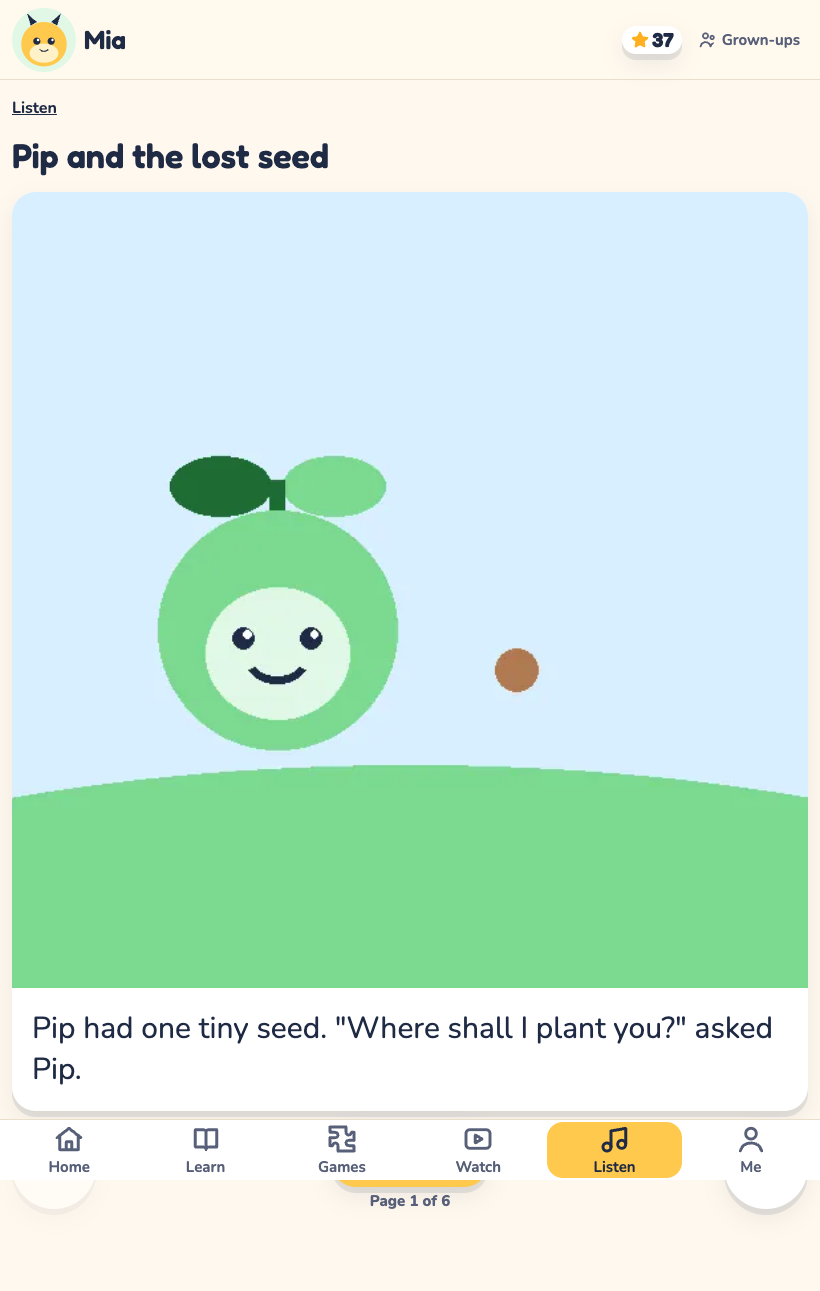 Mia
37
Grown-ups
Listen
Pip and the lost seed
Pip had one tiny seed. "Where shall I plant you?" asked
Pip.
Home
Learn
Games
Watch
Listen
Me
Page 1 of 6